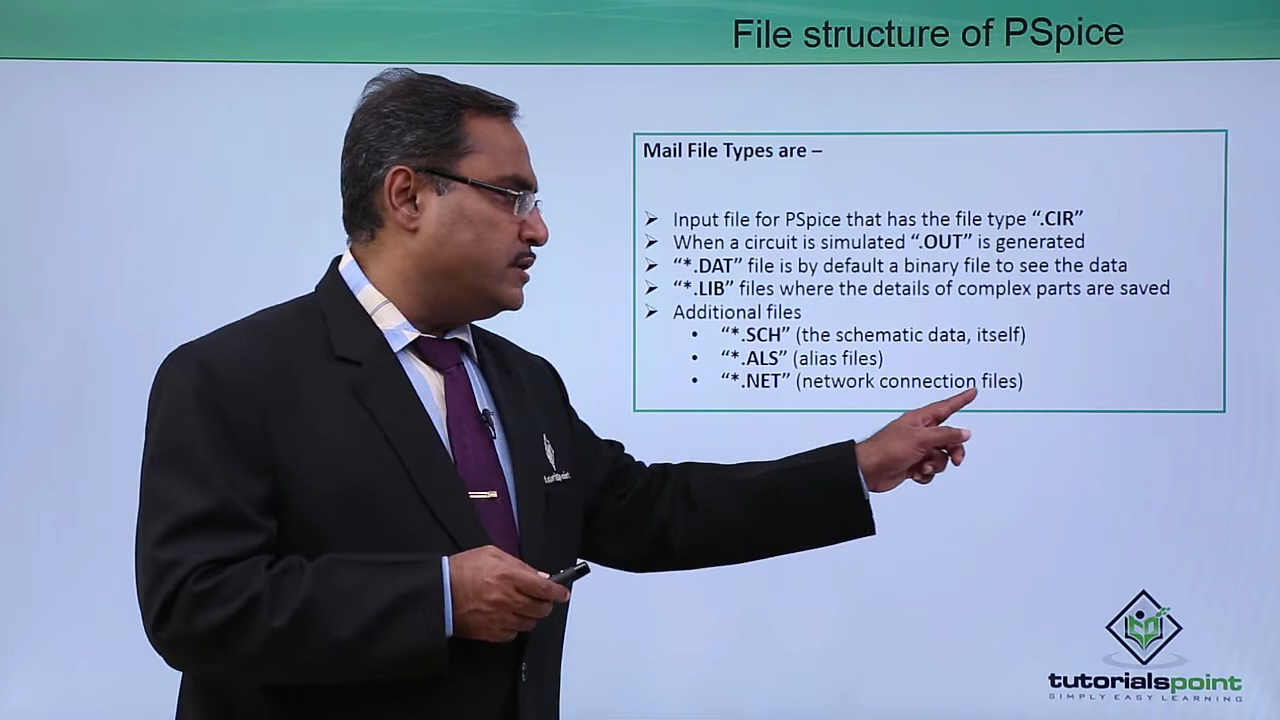 File structure of PSpice
Mail File Types are –
➢ Input file for PSpice that has the file type “.CIR”
➢ When a circuit is simulated “.OUT” is generated
➢ “*.DAT” file is by default a binary file to see the data
➢ “*.LIB” files where the details of complex parts are saved
➢ Additional files
• “*.SCH” (the schematic data, itself)
• “*.ALS” (alias files)
• “*.NET” (network connection files)
tutorialspoint
tutorialspoint
SIMPLY EASY LEARNING